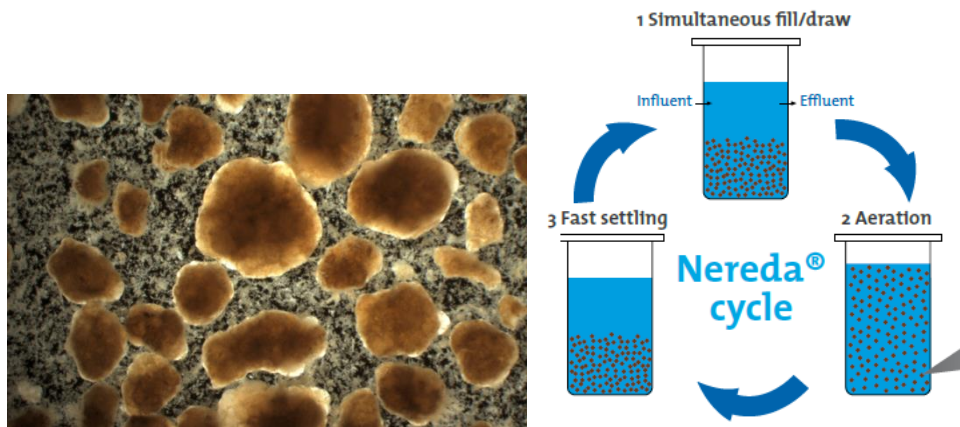 1 Simultaneous fill/draw
Influent
Effluent
3 Fast settling
2 Aeration
Nereda®
cycle